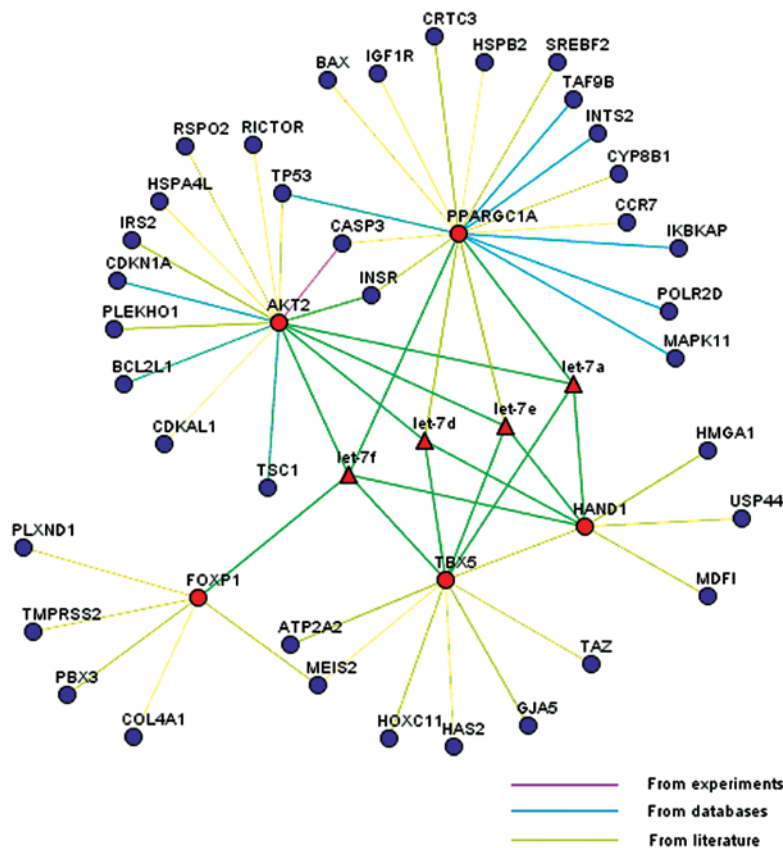 CRTC3
IGF1R
HSPB2
SREBF2
BAX
TAF9B
INTS2
RSPO2
RICTOR
CYP8B1
TP53
HSPA4L
PPARGC1A
CCR7
CASP3
IRS2
IKBKAP
CDKN1A
INSR
AKT2
POLR2D
PLEKHO1
MAPK11
let-7a
BCL2L1
let-7e
let-7d
CDKAL1
HMGA1
let-7f
TSC1
USP44
HAND1
PLXND1
TBX5
FOXP1
MDFI
TMPRSS2
ATP2A2
TAZ
MEIS2
PBX3
GJA5
COL4A1
HOXC11
HAS2
From experiments
From databases
From literature